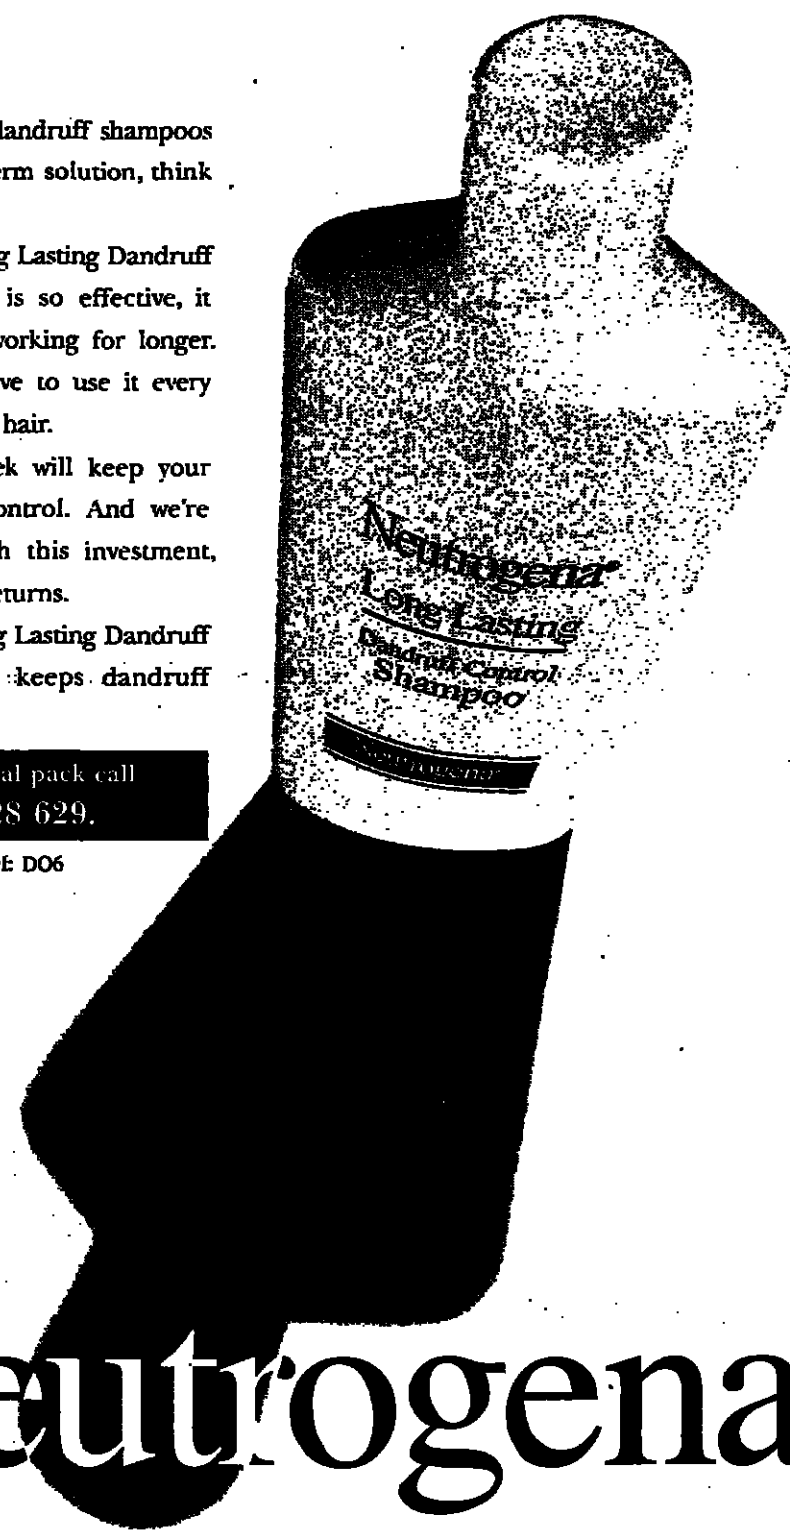 dandruff shampoos
erm solution, think
g Lasting Dandruff
is so effective, it
working for longer.
ve to use it every
hair.
ek will keep your
ontrol. And we're
h this investment,
eturns.
g Lasting Dandruff
keeps dandruff
al pack call
28 629.
DO6
Neutrogena
Long Lasting
Dandruff Control
Shampoo
Neutrogena
eutrogena